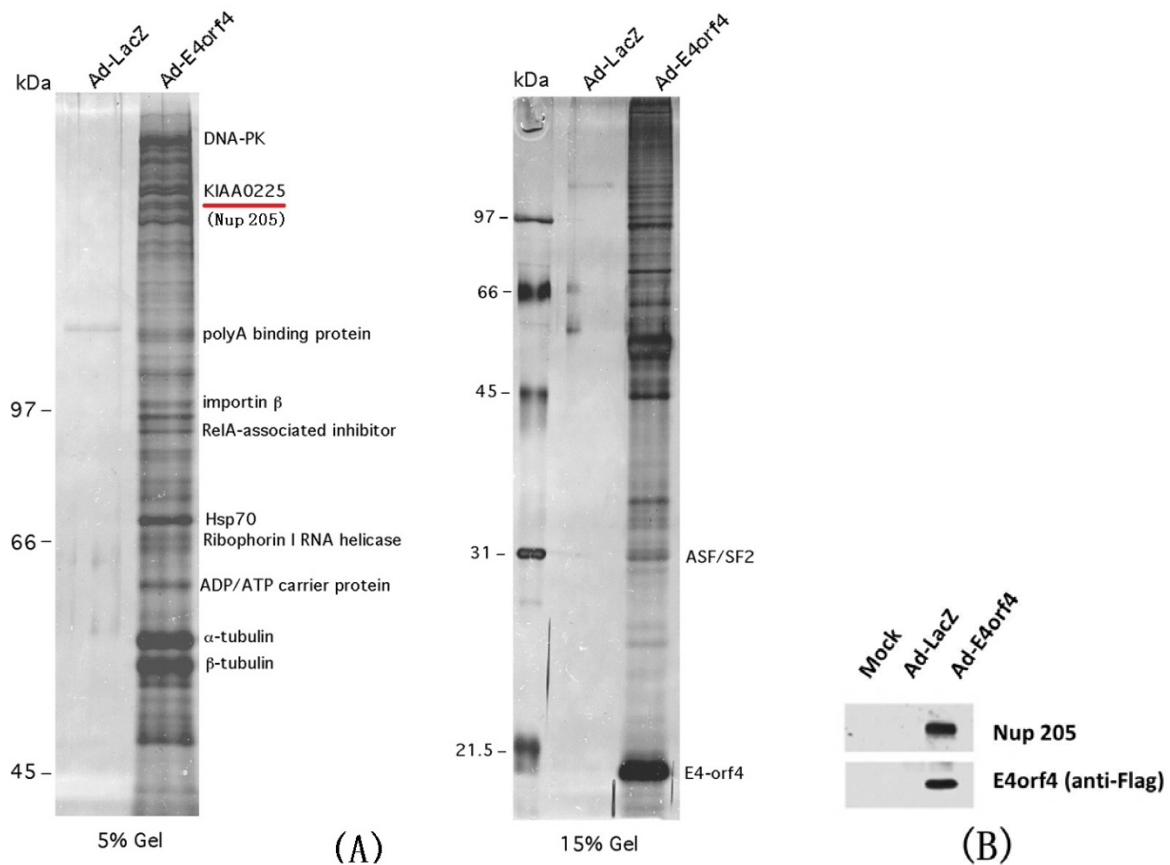 Ad-LacZ
Ad-E4orf4
kDa
DNA-PK
KIAA0225
(Nup 205)
polyA binding protein
97 –
importin β
RelA-associated inhibitor
Hsp70
66 –
Ribophorin I RNA helicase
ADP/ATP carrier protein
α-tubulin
β-tubulin
45 –
5% Gel
(A)
Ad-LacZ
Ad-E4orf4
kDa
97 –
66 –
45 –
31 –
ASF/SF2
21.5 –
E4-orf4
15% Gel
Mock
Ad-LacZ
Ad-E4orf4
Nup 205
E4orf4 (anti-Flag)
(B)